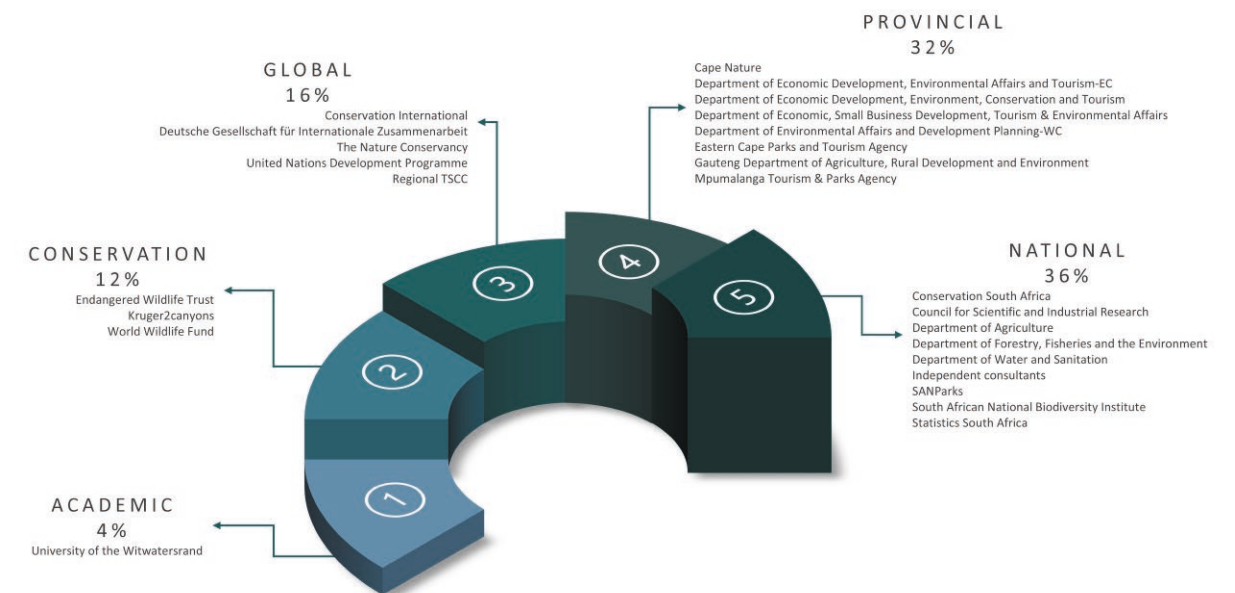 PROVINCIAL
32%
Cape Nature
Department of Economic Development, Environmental Affairs and Tourism-EC
Department of Economic Development, Environment, Conservation and Tourism
Department of Economic, Small Business Development, Tourism & Environmental Affairs
Department of Environmental Affairs and Development Planning-WC
Eastern Cape Parks and Tourism Agency
Gauteng Department of Agriculture, Rural Development and Environment
Mpumalanga Tourism & Parks Agency
GLOBAL
16%
Conservation International
Deutsche Gesellschaft für Internationale Zusammenarbeit
The Nature Conservancy
United Nations Development Programme
Regional TSCC
CONSERVATION
12%
Endangered Wildlife Trust
Kruger2canyons
World Wildlife Fund
NATIONAL
36%
Conservation South Africa
Council for Scientific and Industrial Research
Department of Agriculture
Department of Forestry, Fisheries and the Environment
Department of Water and Sanitation
Independent consultants
SANParks
South African National Biodiversity Institute
Statistics South Africa
ACADEMIC
4%
University of the Witwatersrand
1
2
3
4
5